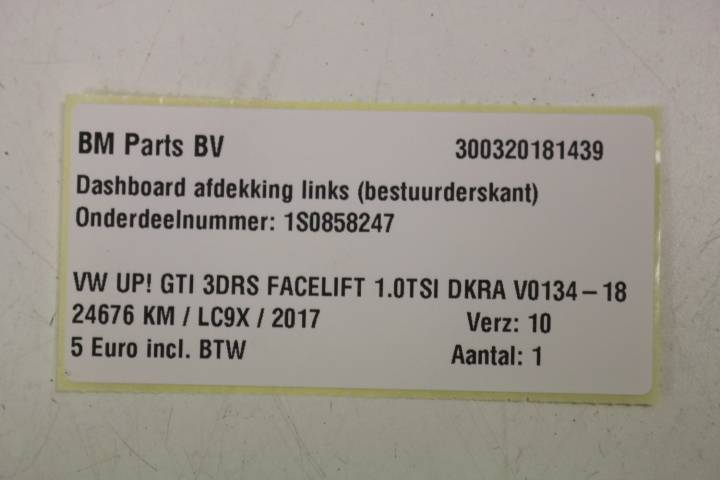 BM Parts BV 300320181439
Dashboard afdekking links (bestuurderskant)
Onderdeelnummer: 1S0858247
VW UP! GTI 3DRS FACELIFT 1.0TSI DKRA V0134-18
24676 KM / LC9X / 2017 Verz: 10
5 Euro incl. BTW Aantal: 1